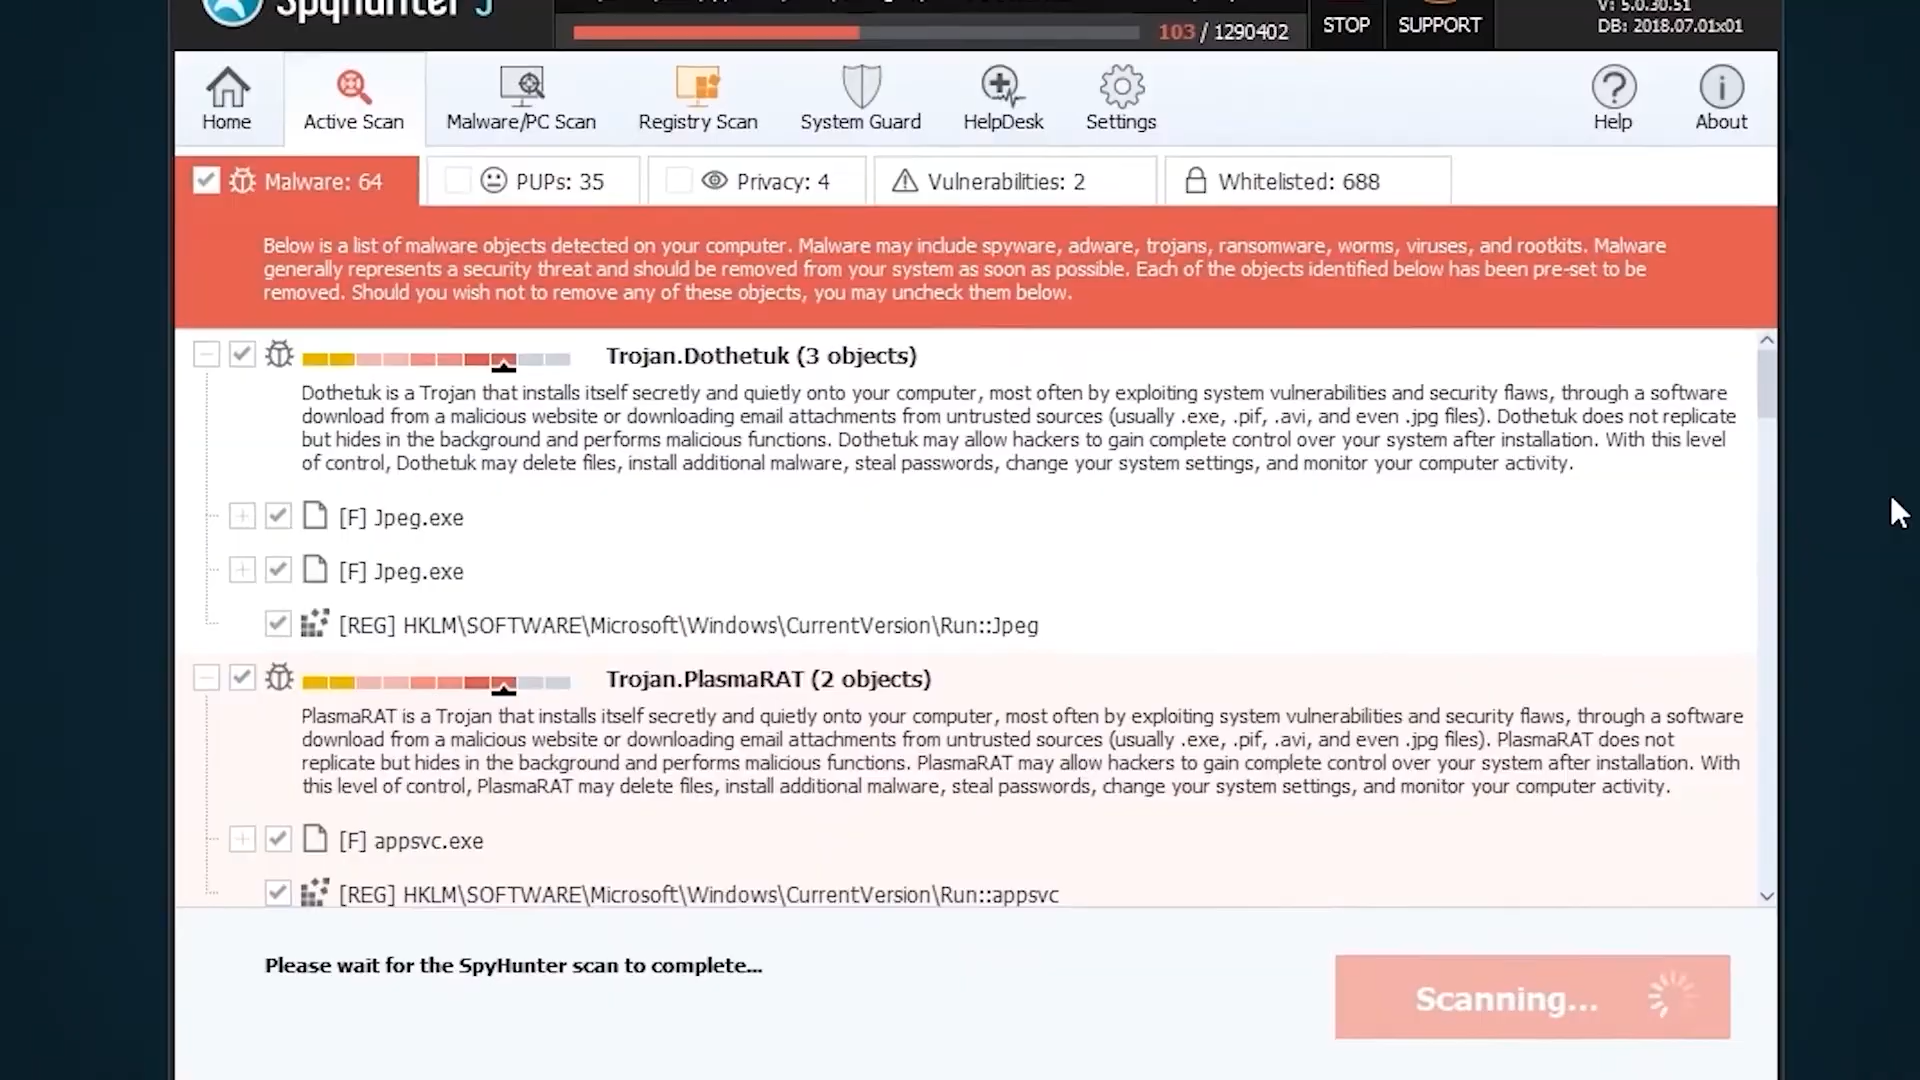 SpyHunter 5
103 / 1290402
STOP
SUPPORT
V: 5.0.30.51
DB: 2018.07.01x01
Home
Active Scan
Malware/PC Scan
Registry Scan
System Guard
HelpDesk
Settings
Help
About
Malware: 64
PUPs: 35
Privacy: 4
Vulnerabilities: 2
Whitelisted: 688
Below is a list of malware objects detected on your computer. Malware may include spyware, adware, trojans, ransomware, worms, viruses, and rootkits. Malware
generally represents a security threat and should be removed from your system as soon as possible. Each of the objects identified below has been pre-set to be
removed. Should you wish not to remove any of these objects, you may uncheck them below.
Trojan.Dothetuk (3 objects)
Dothetuk is a Trojan that installs itself secretly and quietly onto your computer, most often by exploiting system vulnerabilities and security flaws, through a software
download from a malicious website or downloading email attachments from untrusted sources (usually .exe, .pif, .avi, and even .jpg files). Dothetuk does not replicate
but hides in the background and performs malicious functions. Dothetuk may allow hackers to gain complete control over your system after installation. With this level
of control, Dothetuk may delete files, install additional malware, steal passwords, change your system settings, and monitor your computer activity.
[F] Jpeg.exe
[F] Jpeg.exe
[REG] HKLM\SOFTWARE\Microsoft\Windows\CurrentVersion\Run::Jpeg
Trojan.PlasmaRAT (2 objects)
PlasmaRAT is a Trojan that installs itself secretly and quietly onto your computer, most often by exploiting system vulnerabilities and security flaws, through a software
download from a malicious website or downloading email attachments from untrusted sources (usually .exe, .pif, .avi, and even .jpg files). PlasmaRAT does not
replicate but hides in the background and performs malicious functions. PlasmaRAT may allow hackers to gain complete control over your system after installation. With
this level of control, PlasmaRAT may delete files, install additional malware, steal passwords, change your system settings, and monitor your computer activity.
[F] appsvc.exe
[REG] HKLM\SOFTWARE\Microsoft\Windows\CurrentVersion\Run::appsvc
Please wait for the SpyHunter scan to complete...
Scanning...